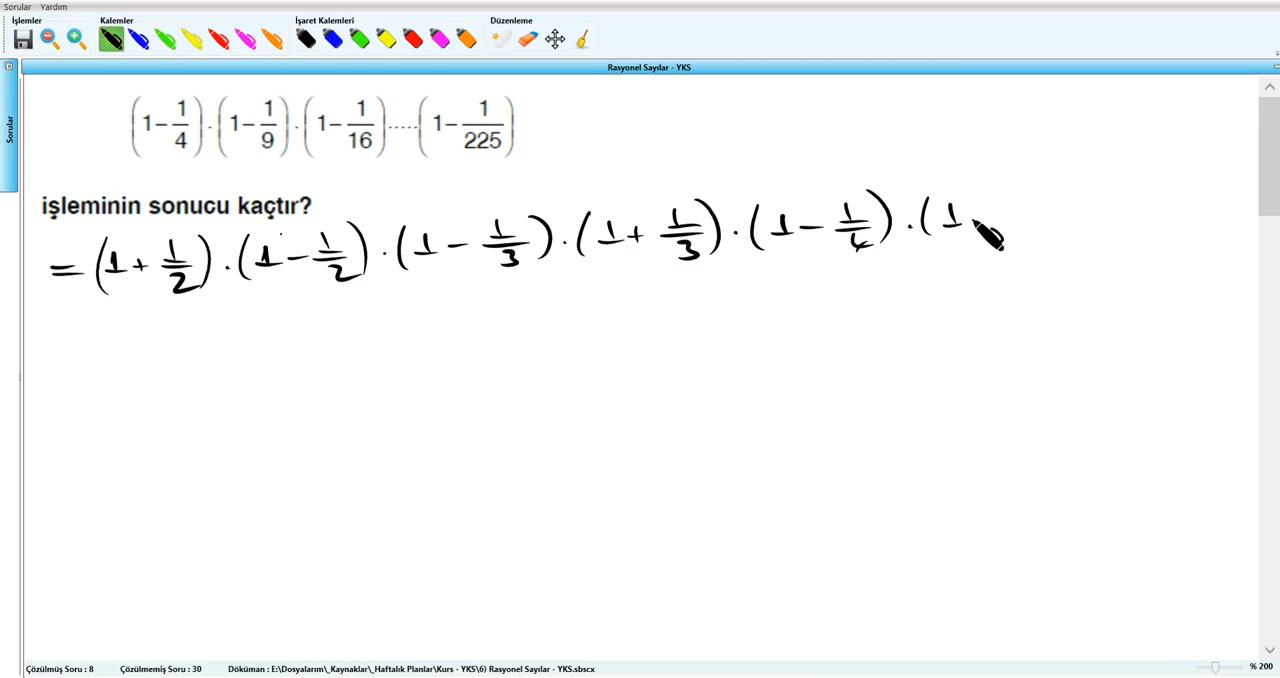 Sorular Yardım
İşlemler Kalemler İşaret Kalemleri Düzenleme
Rasyonel Sayılar - YKS
Sorular
(1-1/4).(1-1/9).(1-1/16).....(1-1/225)
işleminin sonucu kaçtır?
= (1 + 1/2) . (1 - 1/2) . (1 - 1/3) . (1 + 1/3) . (1 - 1/4) . (1
Çözülmüş Soru : 8 Çözülmemiş Soru : 30 Döküman : E:\Dosyalarım\_Kaynaklar\_Haftalık Planlar\Kurs - YKS\6) Rasyonel Sayılar - YKS.sbscx % 200